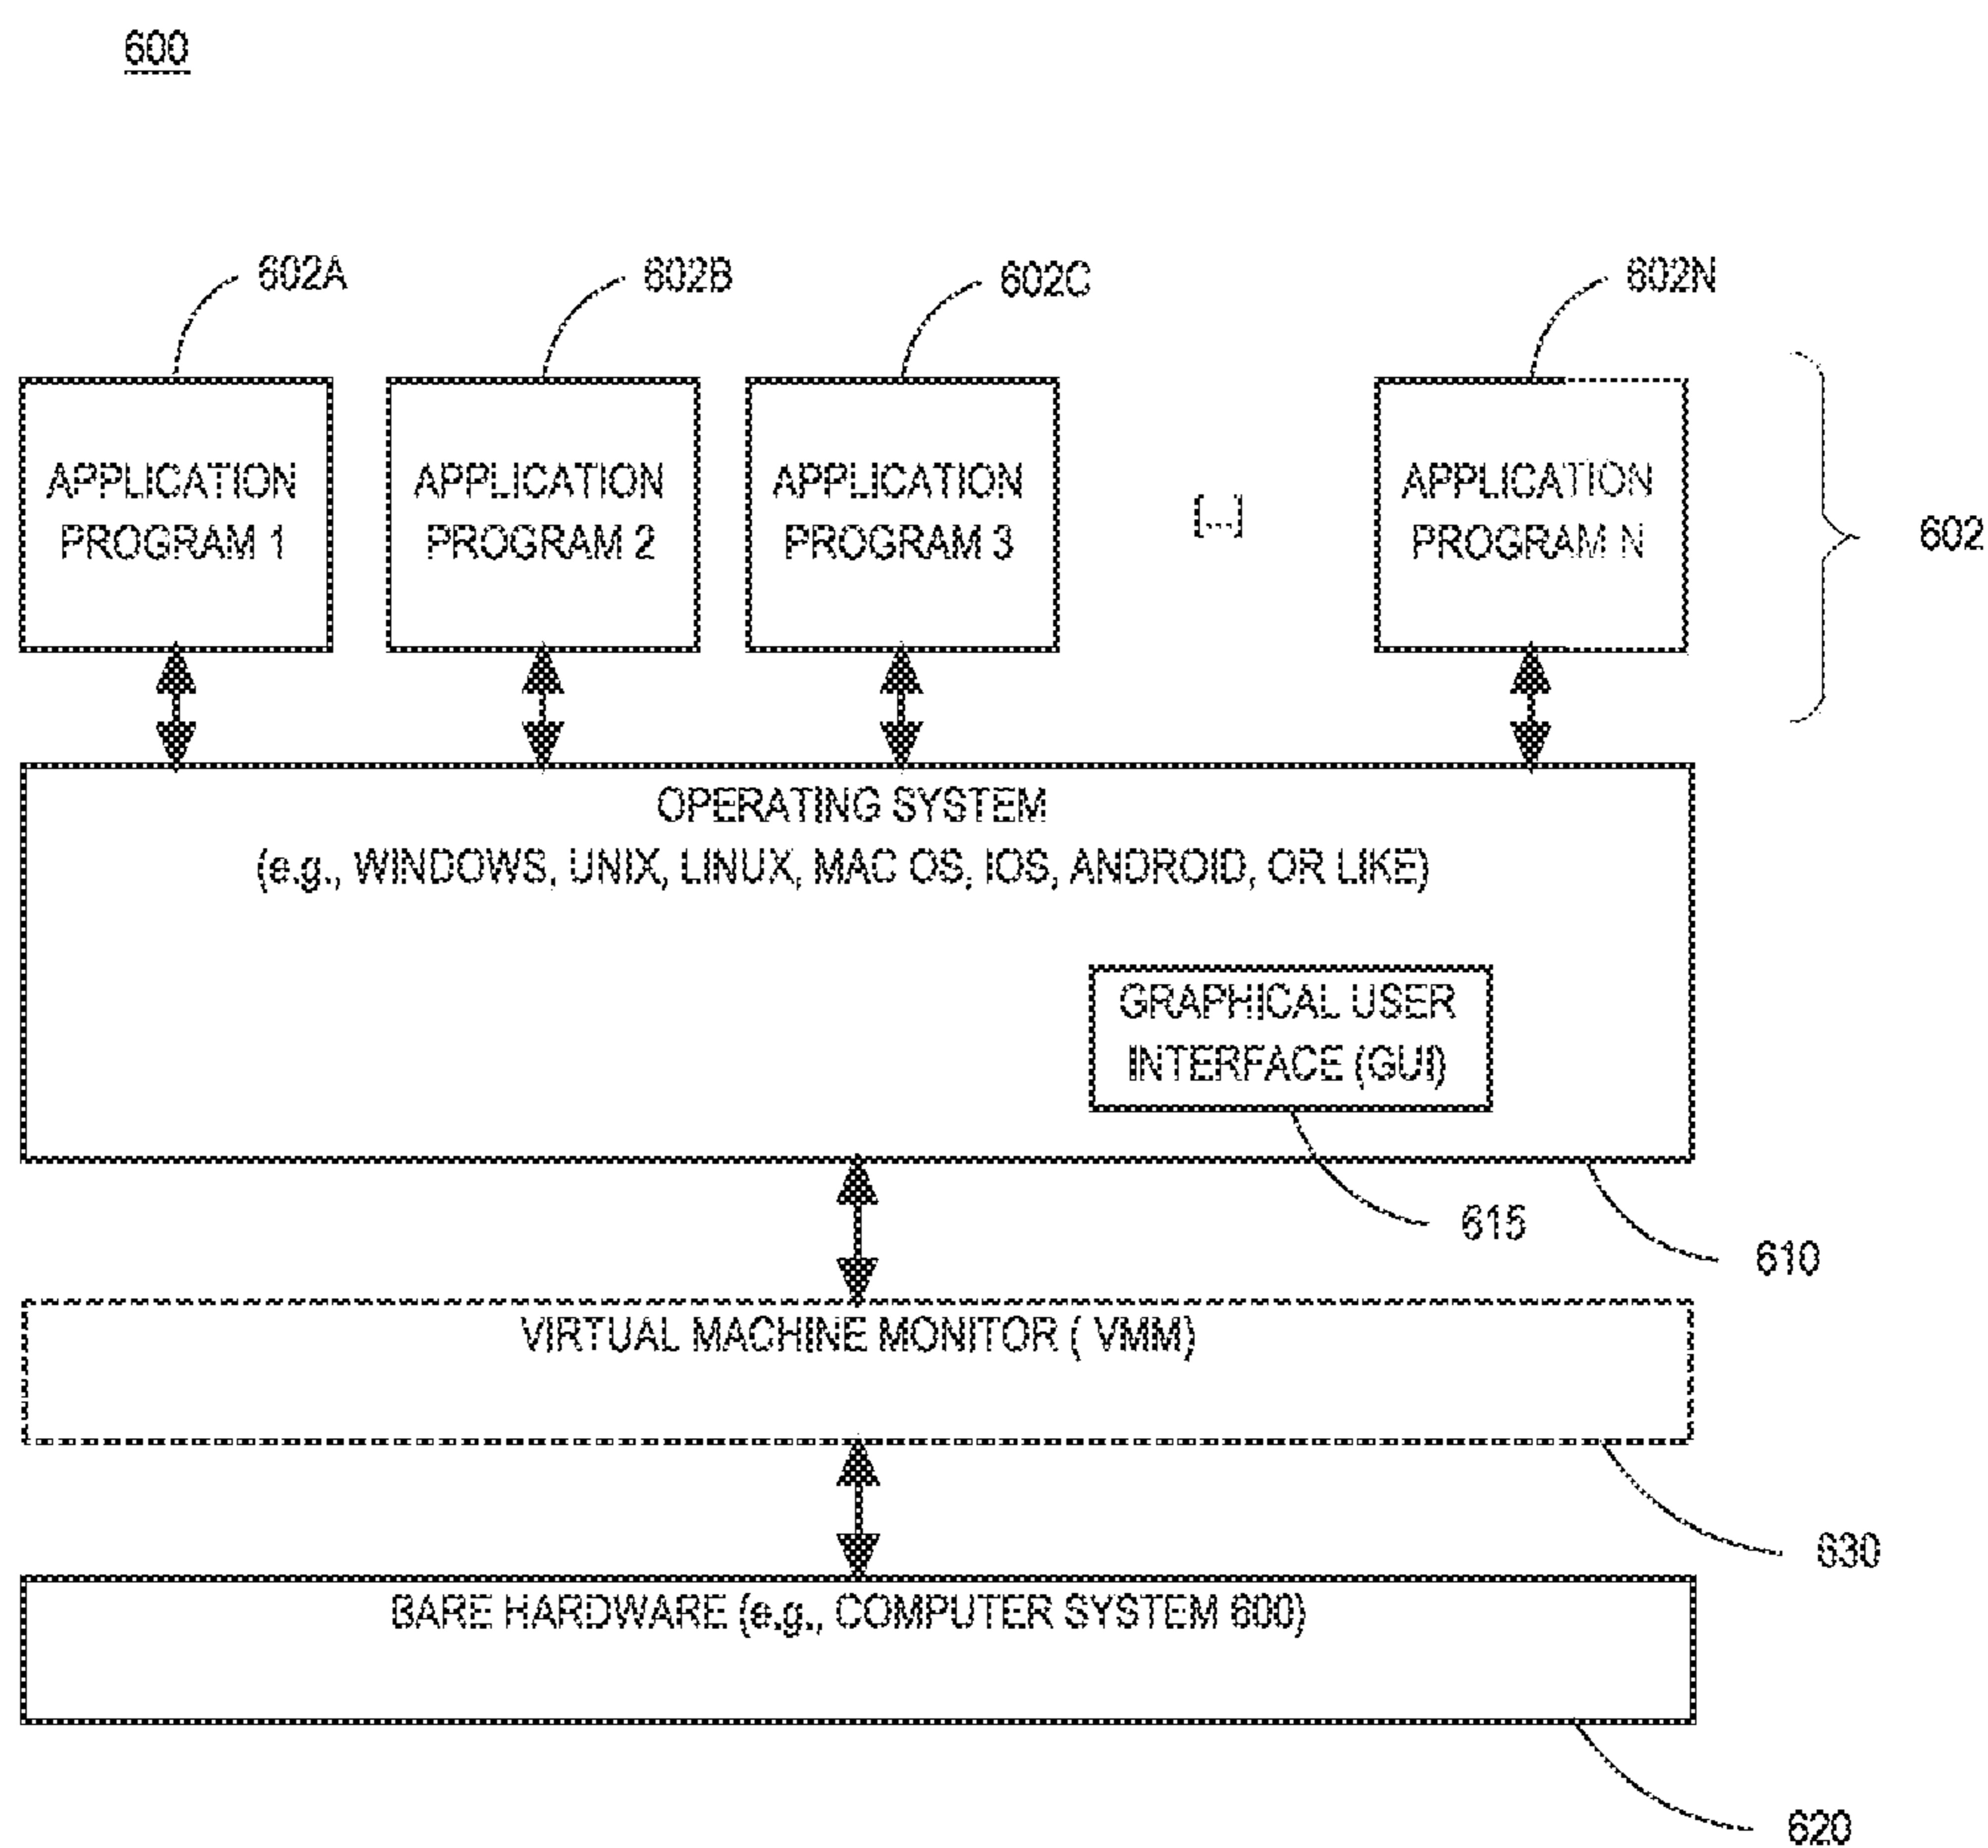 600
602A
602B
602C
602N
APPLICATION
PROGRAM 1
APPLICATION
PROGRAM 2
APPLICATION
PROGRAM 3
[...]
APPLICATION
PROGRAM N
602
OPERATING SYSTEM
(e.g., WINDOWS, UNIX, LINUX, MAC OS, IOS, ANDROID, OR LIKE)
GRAPHICAL USER
INTERFACE (GUI)
615
610
VIRTUAL MACHINE MONITOR ( VMM)
630
BARE HARDWARE (e.g., COMPUTER SYSTEM 600)
620